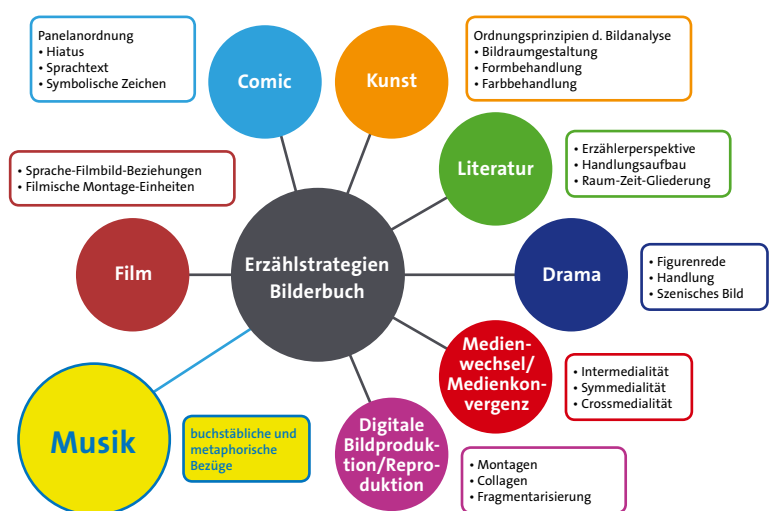 Panelanordnung
• Hiatus
• Sprachtext
• Symbolische Zeichen
Comic
Kunst
Ordnungsprinzipien d. Bildanalyse
• Bildraumgestaltung
• Formbehandlung
• Farbbehandlung
Literatur
• Erzählerperspektive
• Handlungsaufbau
• Raum-Zeit-Gliederung
• Sprache-Filmbild-Beziehungen
• Filmische Montage-Einheiten
Film
Erzählstrategien
Bilderbuch
Drama
• Figurenrede
• Handlung
• Szenisches Bild
Medien-
wechsel/
Medienkon-
vergenz
• Intermedialität
• Symmedialität
• Crossmedialität
Musik
buchstäbliche und
metaphorische
Bezüge
Digitale
Bildproduk-
tion/Repro-
duktion
• Montagen
• Collagen
• Fragmentarisierung